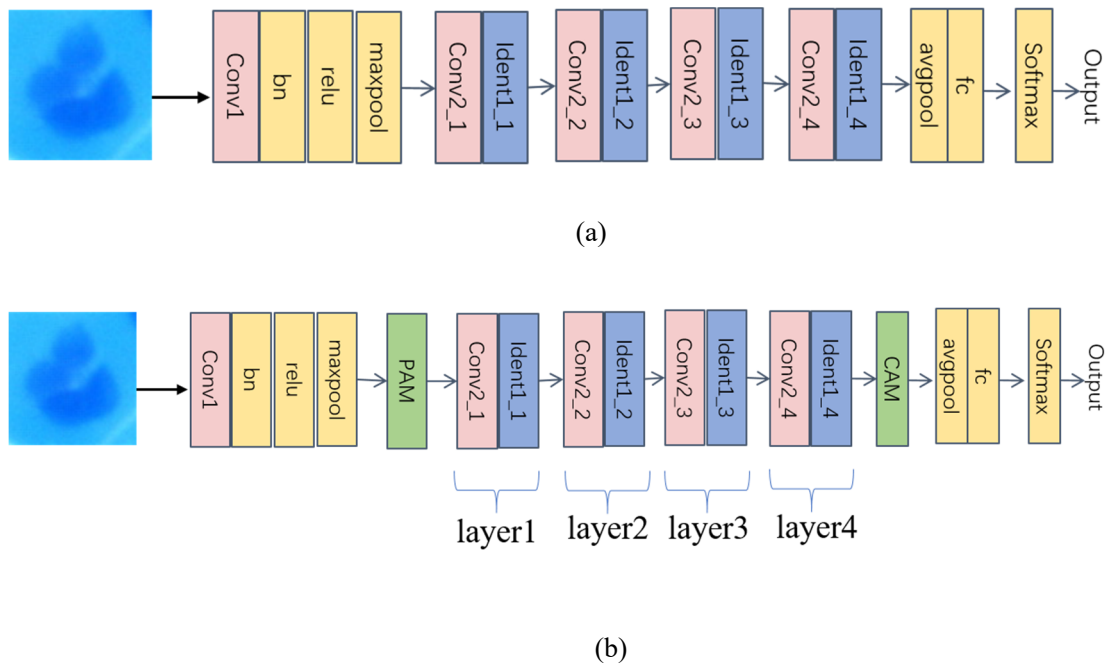 Conv1
bn
relu
maxpool
Conv2_1
Ident1_1
Conv2_2
Ident1_2
Conv2_3
Ident1_3
Conv2_4
Ident1_4
avgpool
fc
Softmax
Output
(a)
Conv1
bn
relu
maxpool
PAM
Conv2_1
Ident1_1
Conv2_2
Ident1_2
Conv2_3
Ident1_3
Conv2_4
Ident1_4
CAM
avgpool
fc
Softmax
Output
layer1
layer2
layer3
layer4
(b)